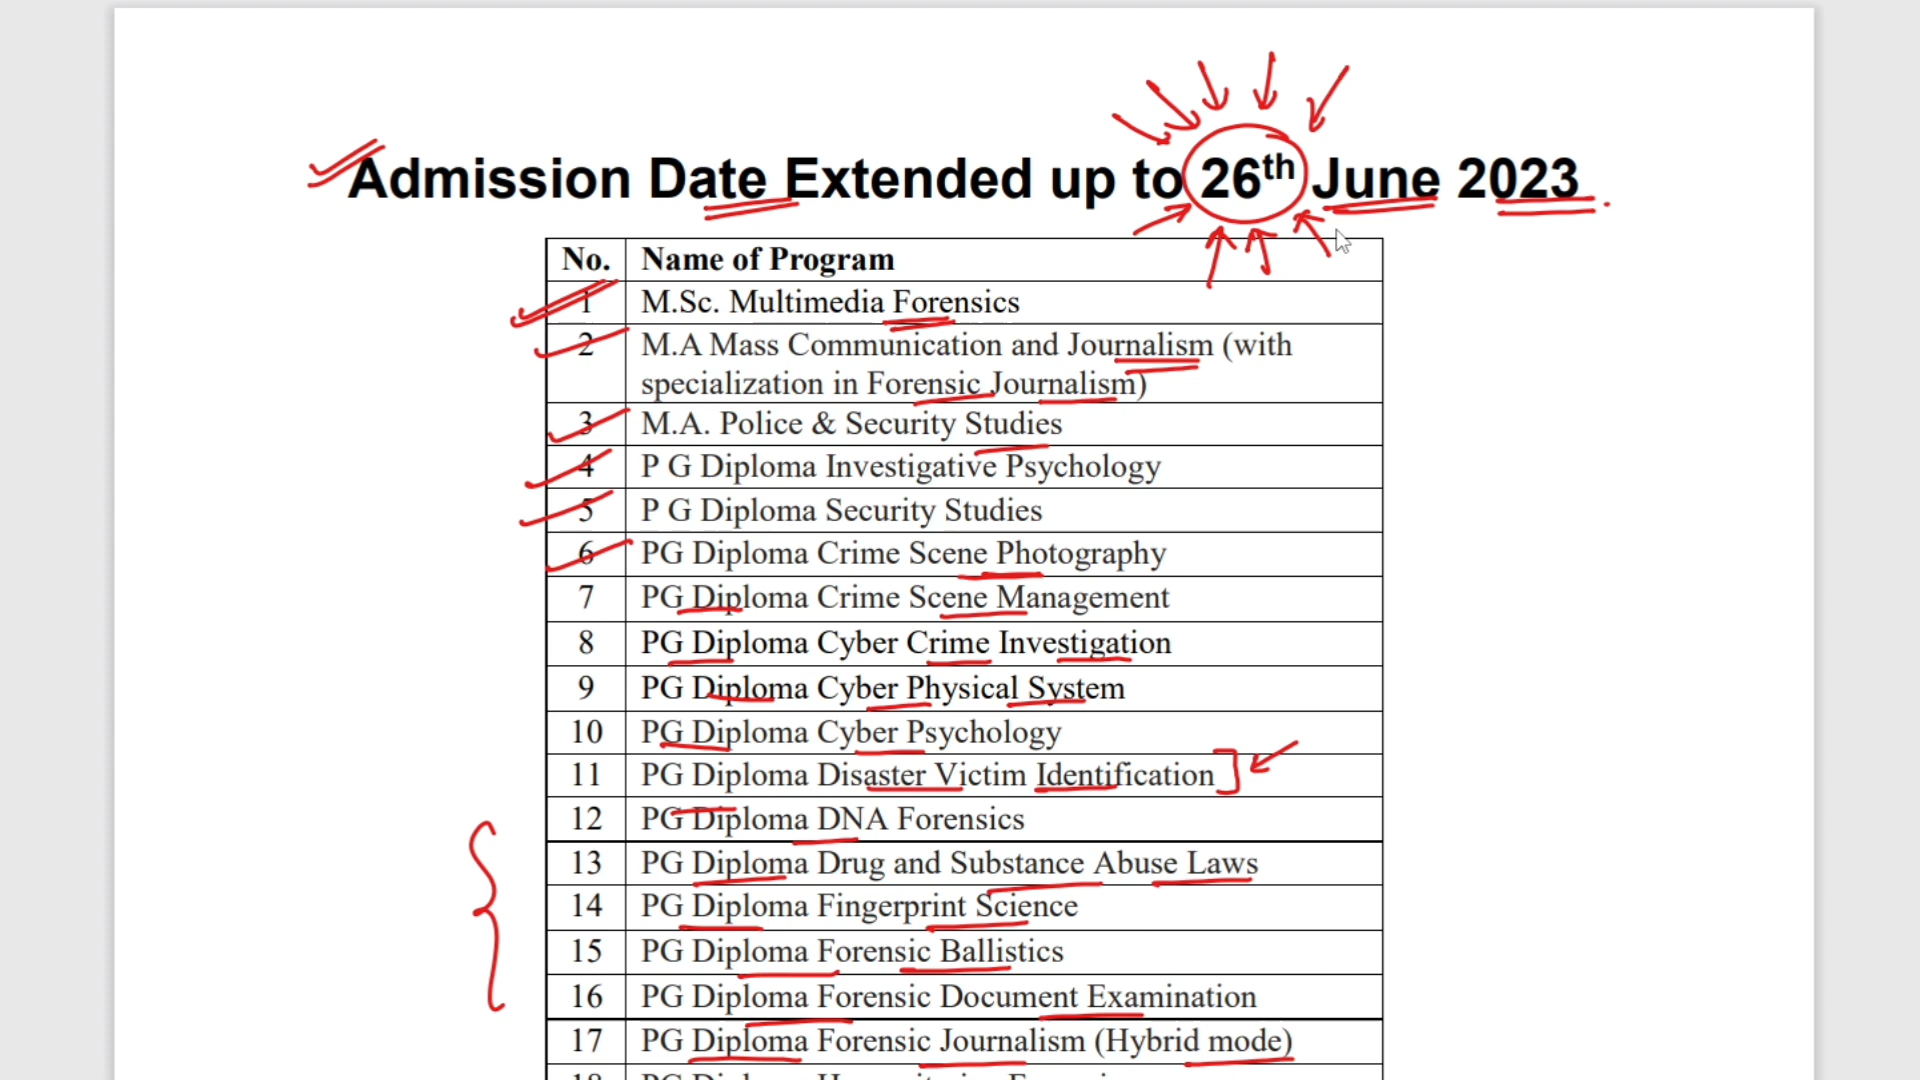 Admission Date Extended up to 26th June 2023
No. Name of Program
1 M.Sc. Multimedia Forensics
2 M.A Mass Communication and Journalism (with
specialization in Forensic Journalism)
3 M.A. Police & Security Studies
4 P G Diploma Investigative Psychology
5 P G Diploma Security Studies
6 PG Diploma Crime Scene Photography
7 PG Diploma Crime Scene Management
8 PG Diploma Cyber Crime Investigation
9 PG Diploma Cyber Physical System
10 PG Diploma Cyber Psychology
11 PG Diploma Disaster Victim Identification
12 PG Diploma DNA Forensics
13 PG Diploma Drug and Substance Abuse Laws
14 PG Diploma Fingerprint Science
15 PG Diploma Forensic Ballistics
16 PG Diploma Forensic Document Examination
17 PG Diploma Forensic Journalism (Hybrid mode)
18 PG Diploma